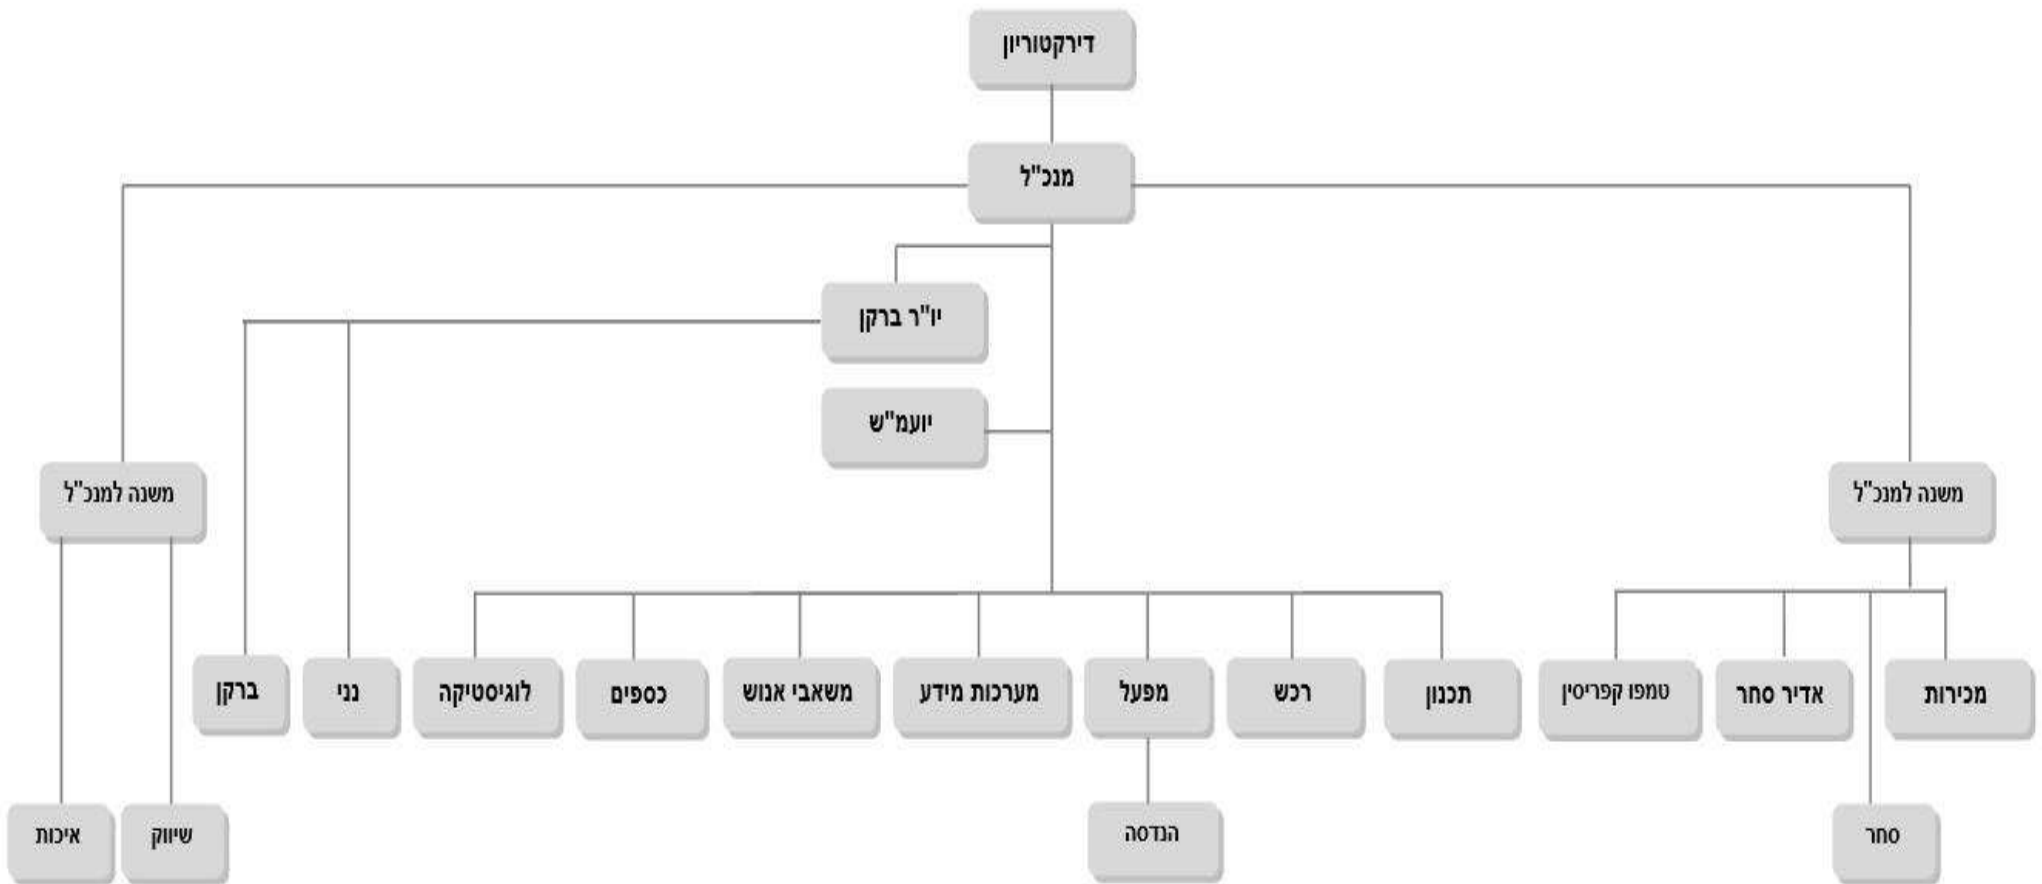 דירקטוריון
מנכ"ל
יו"ר ברקן
יועמ"ש
משנה למנכ"ל
משנה למנכ"ל
מכירות
אדיר סחר
טמפו קפריסין
תכנון
רכש
מפעל
מערכות מידע
משאבי אנוש
כספים
לוגיסטיקה
נני
ברקן
סחר
הנדסה
שיווק
איכות